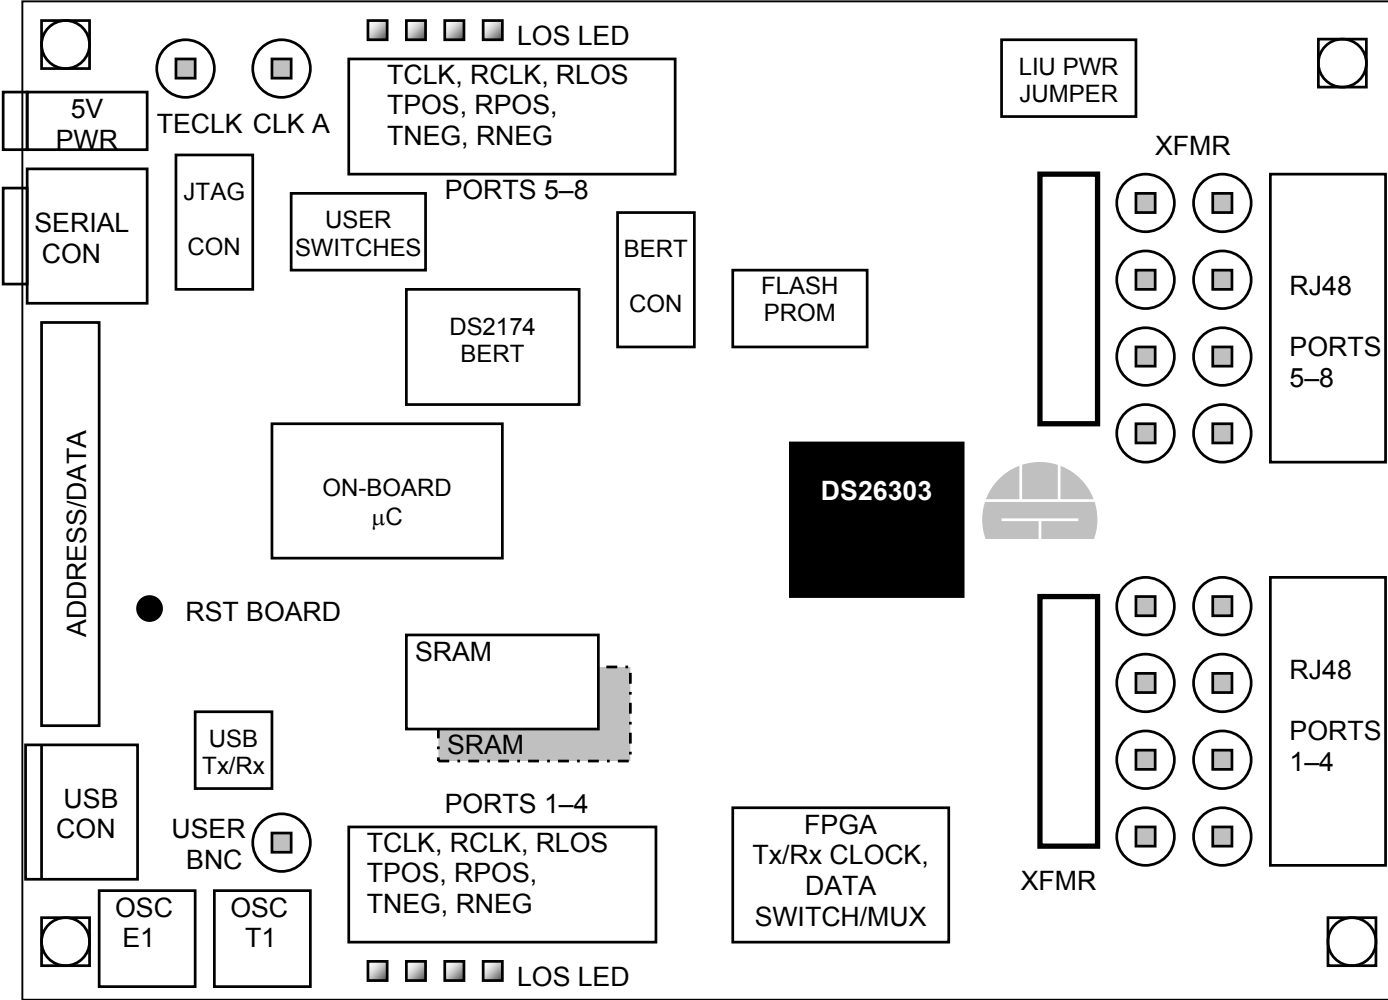 LOS LED
TCLK, RCLK, RLOS
TPOS, RPOS,
TNEG, RNEG
PORTS 5–8
LIU PWR
JUMPER
5V
PWR
TECLK CLK A
XFMR
JTAG
CON
SERIAL
CON
USER
SWITCHES
BERT
CON
FLASH
PROM
RJ48
PORTS
5–8
DS2174
BERT
ADDRESS/DATA
ON-BOARD
μC
DS26303
RST BOARD
SRAM
SRAM
RJ48
PORTS
1–4
USB
Tx/Rx
USB
CON
USER
BNC
PORTS 1–4
TCLK, RCLK, RLOS
TPOS, RPOS,
TNEG, RNEG
FPGA
Tx/Rx CLOCK,
DATA
SWITCH/MUX
XFMR
OSC
E1
OSC
T1
LOS LED